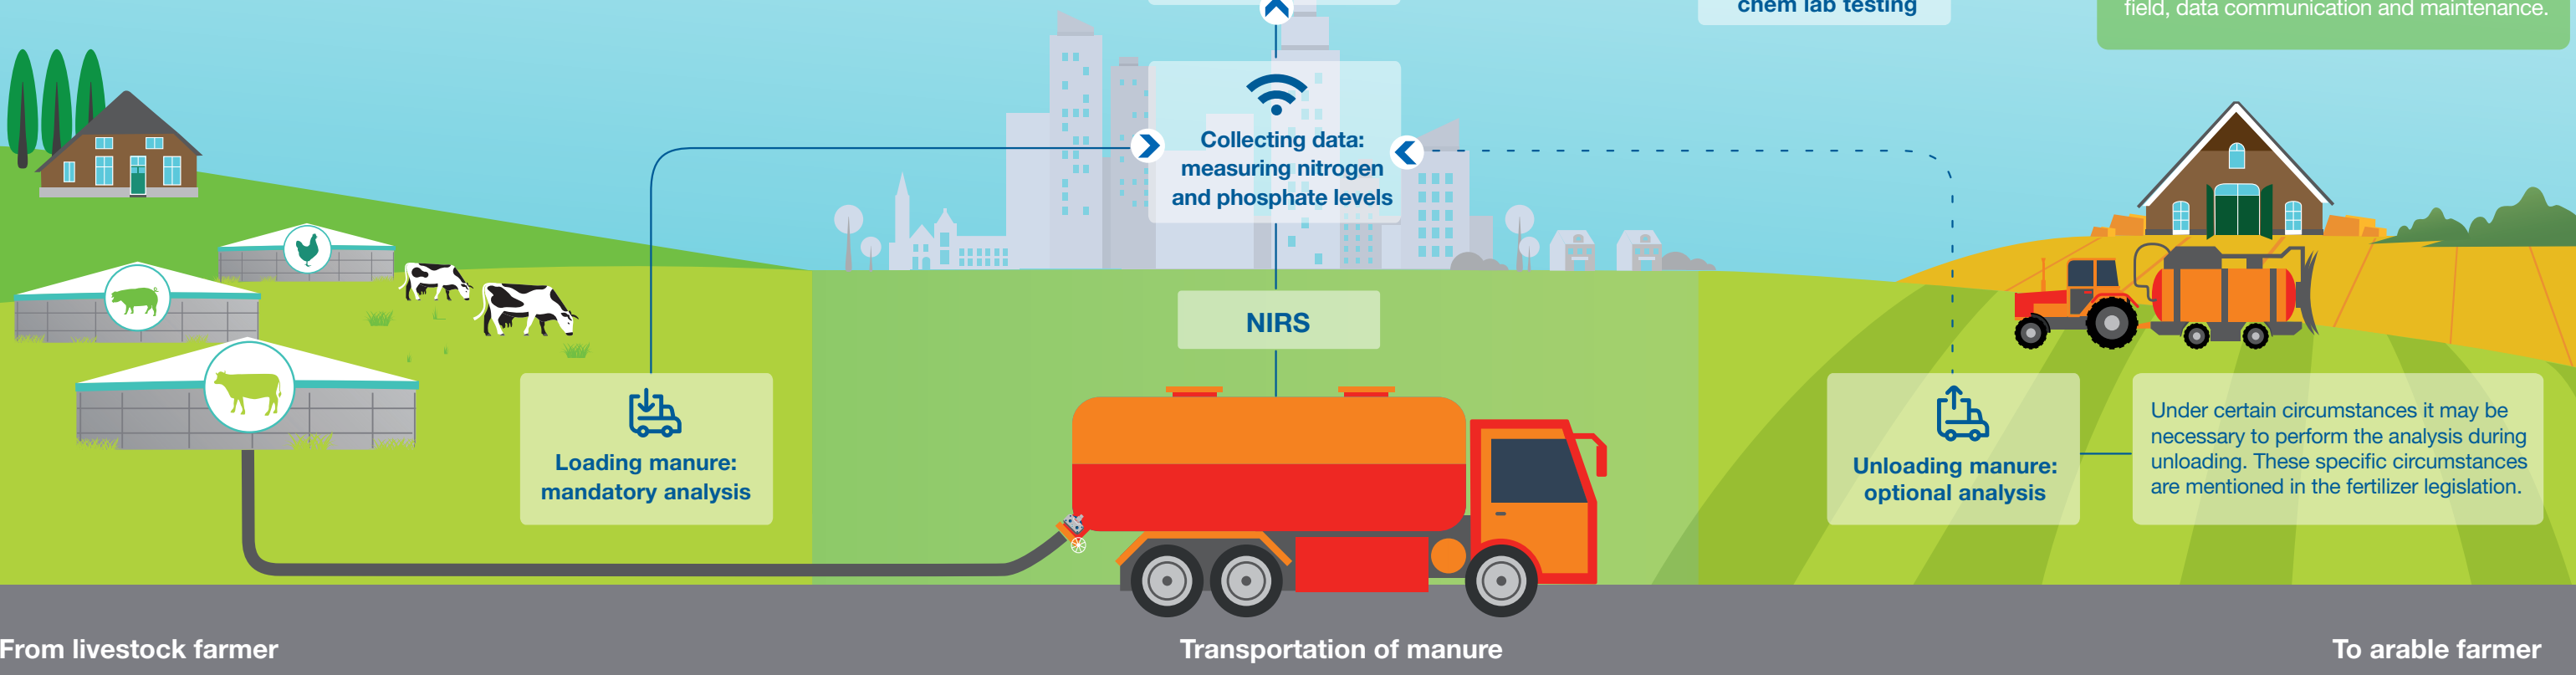 chem lab testing
field, data communication and maintenance.
Collecting data:
measuring nitrogen
and phosphate levels
NIRS
Loading manure:
mandatory analysis
Unloading manure:
optional analysis
Under certain circumstances it may be
necessary to perform the analysis during
unloading. These specific circumstances
are mentioned in the fertilizer legislation.
From livestock farmer
Transportation of manure
To arable farmer